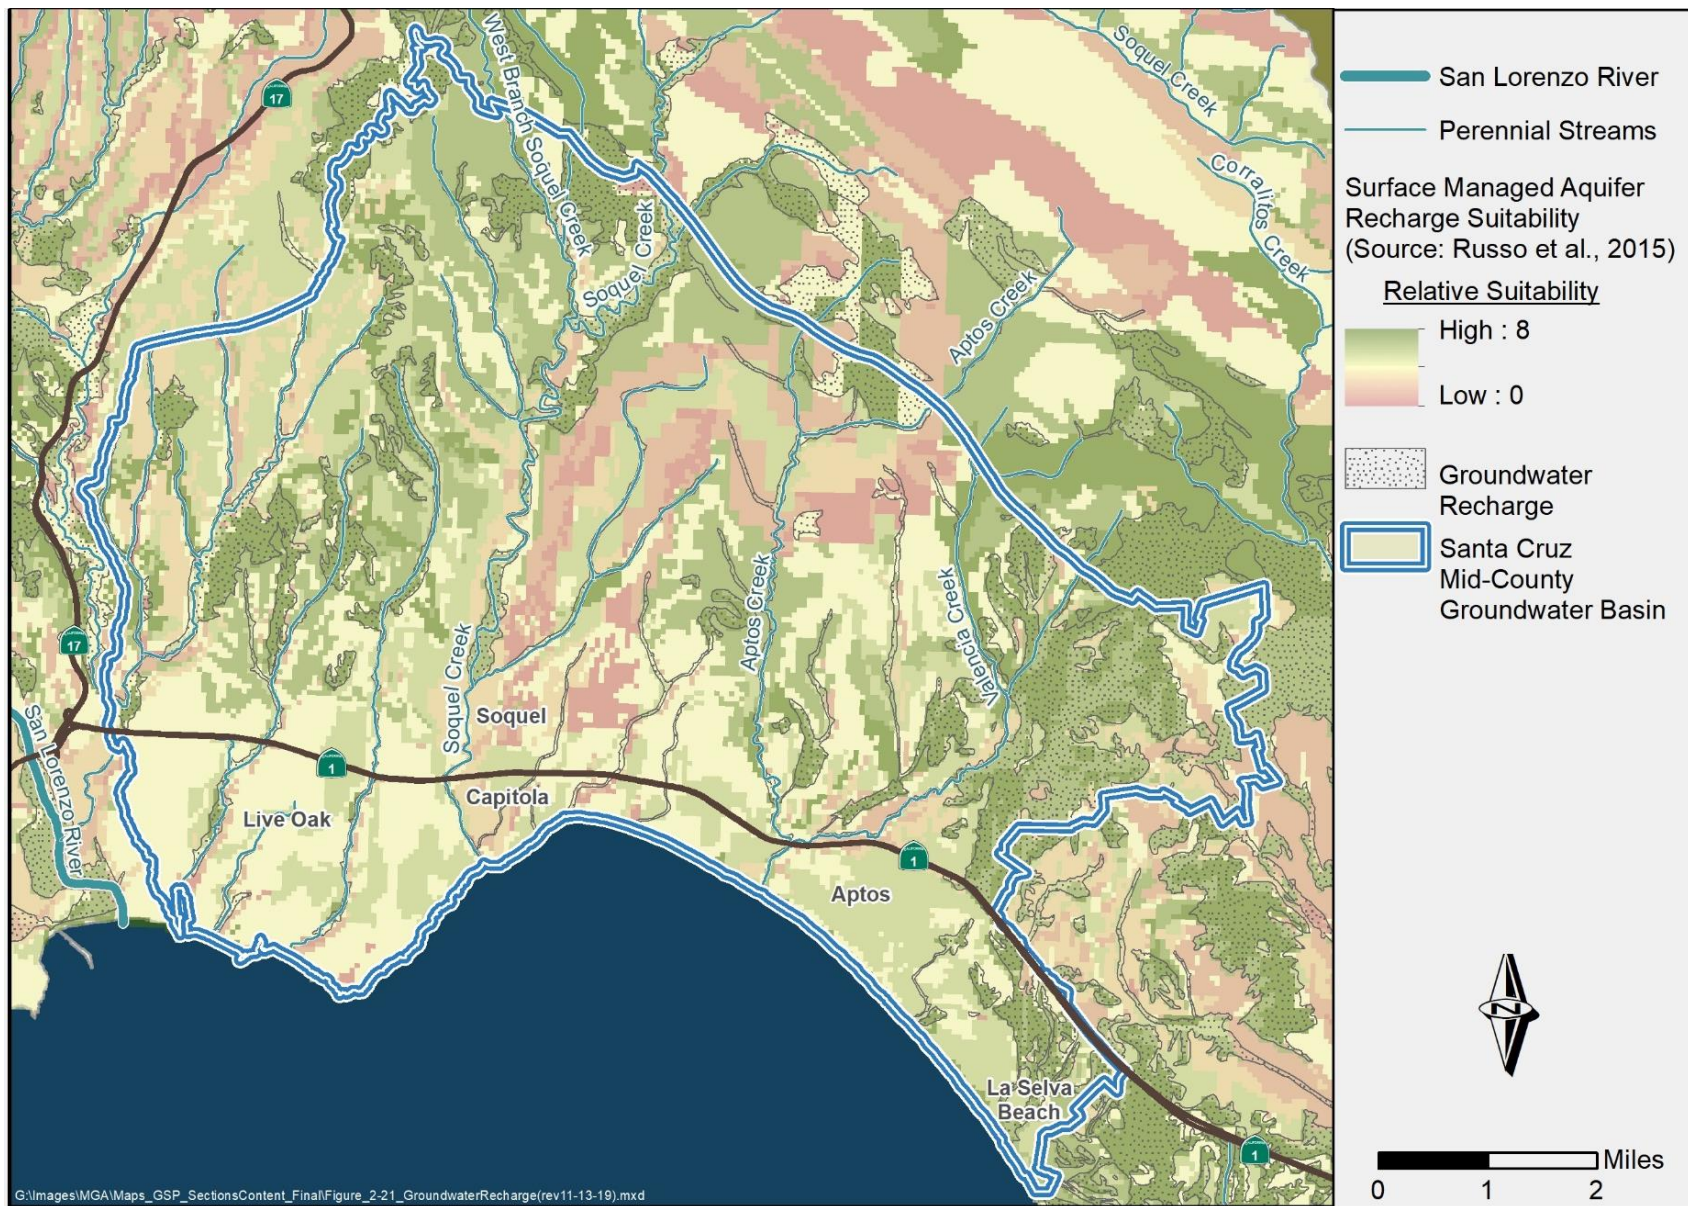 West Branch Soquel Creek
Soquel Creek
Corralitos Creek
17
Soquel Creek
Aptos Creek
Aptos Creek
Valencia Creek
Soquel Creek
17
San Lorenzo River
Soquel
1
Capitola
Live Oak
1
Aptos
La Selva
Beach
1
G:\Images\MGA\Maps_GSP_SectionsContent_Final\Figure_2-21_GroundwaterRecharge(rev11-13-19).mxd
San Lorenzo River
Perennial Streams
Surface Managed Aquifer
Recharge Suitability
(Source: Russo et al., 2015)
Relative Suitability
High : 8
Low : 0
Groundwater
Recharge
Santa Cruz
Mid-County
Groundwater Basin
N
Miles
0 1 2